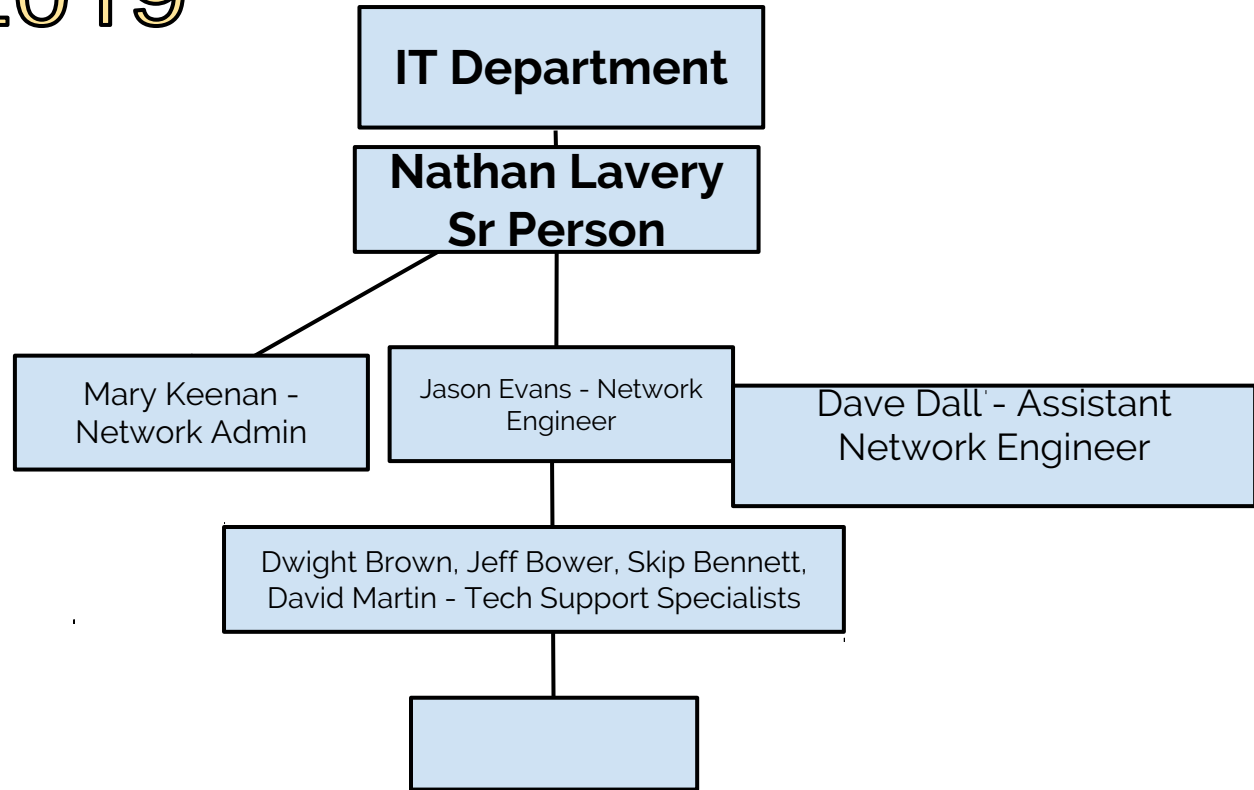 2019
IT Department
Nathan Lavery
Sr Person
Mary Keenan -
Network Admin
Jason Evans - Network
Engineer
Dave Dall' - Assistant
Network Engineer
Dwight Brown, Jeff Bower, Skip Bennett,
David Martin - Tech Support Specialists